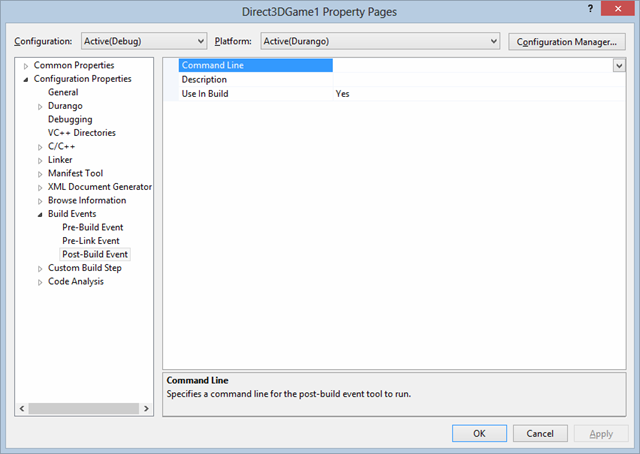 Direct3DGame1 Property Pages
? ×
Configuration: Active(Debug) Platform: Active(Durango) Configuration Manager...
Common Properties
Configuration Properties
General
Durango
Debugging
VC++ Directories
C/C++
Linker
Manifest Tool
XML Document Generator
Browse Information
Build Events
Pre-Build Event
Pre-Link Event
Post-Build Event
Custom Build Step
Code Analysis
Command Line
Description
Use In Build Yes
Command Line
Specifies a command line for the post-build event tool to run.
OK Cancel Apply